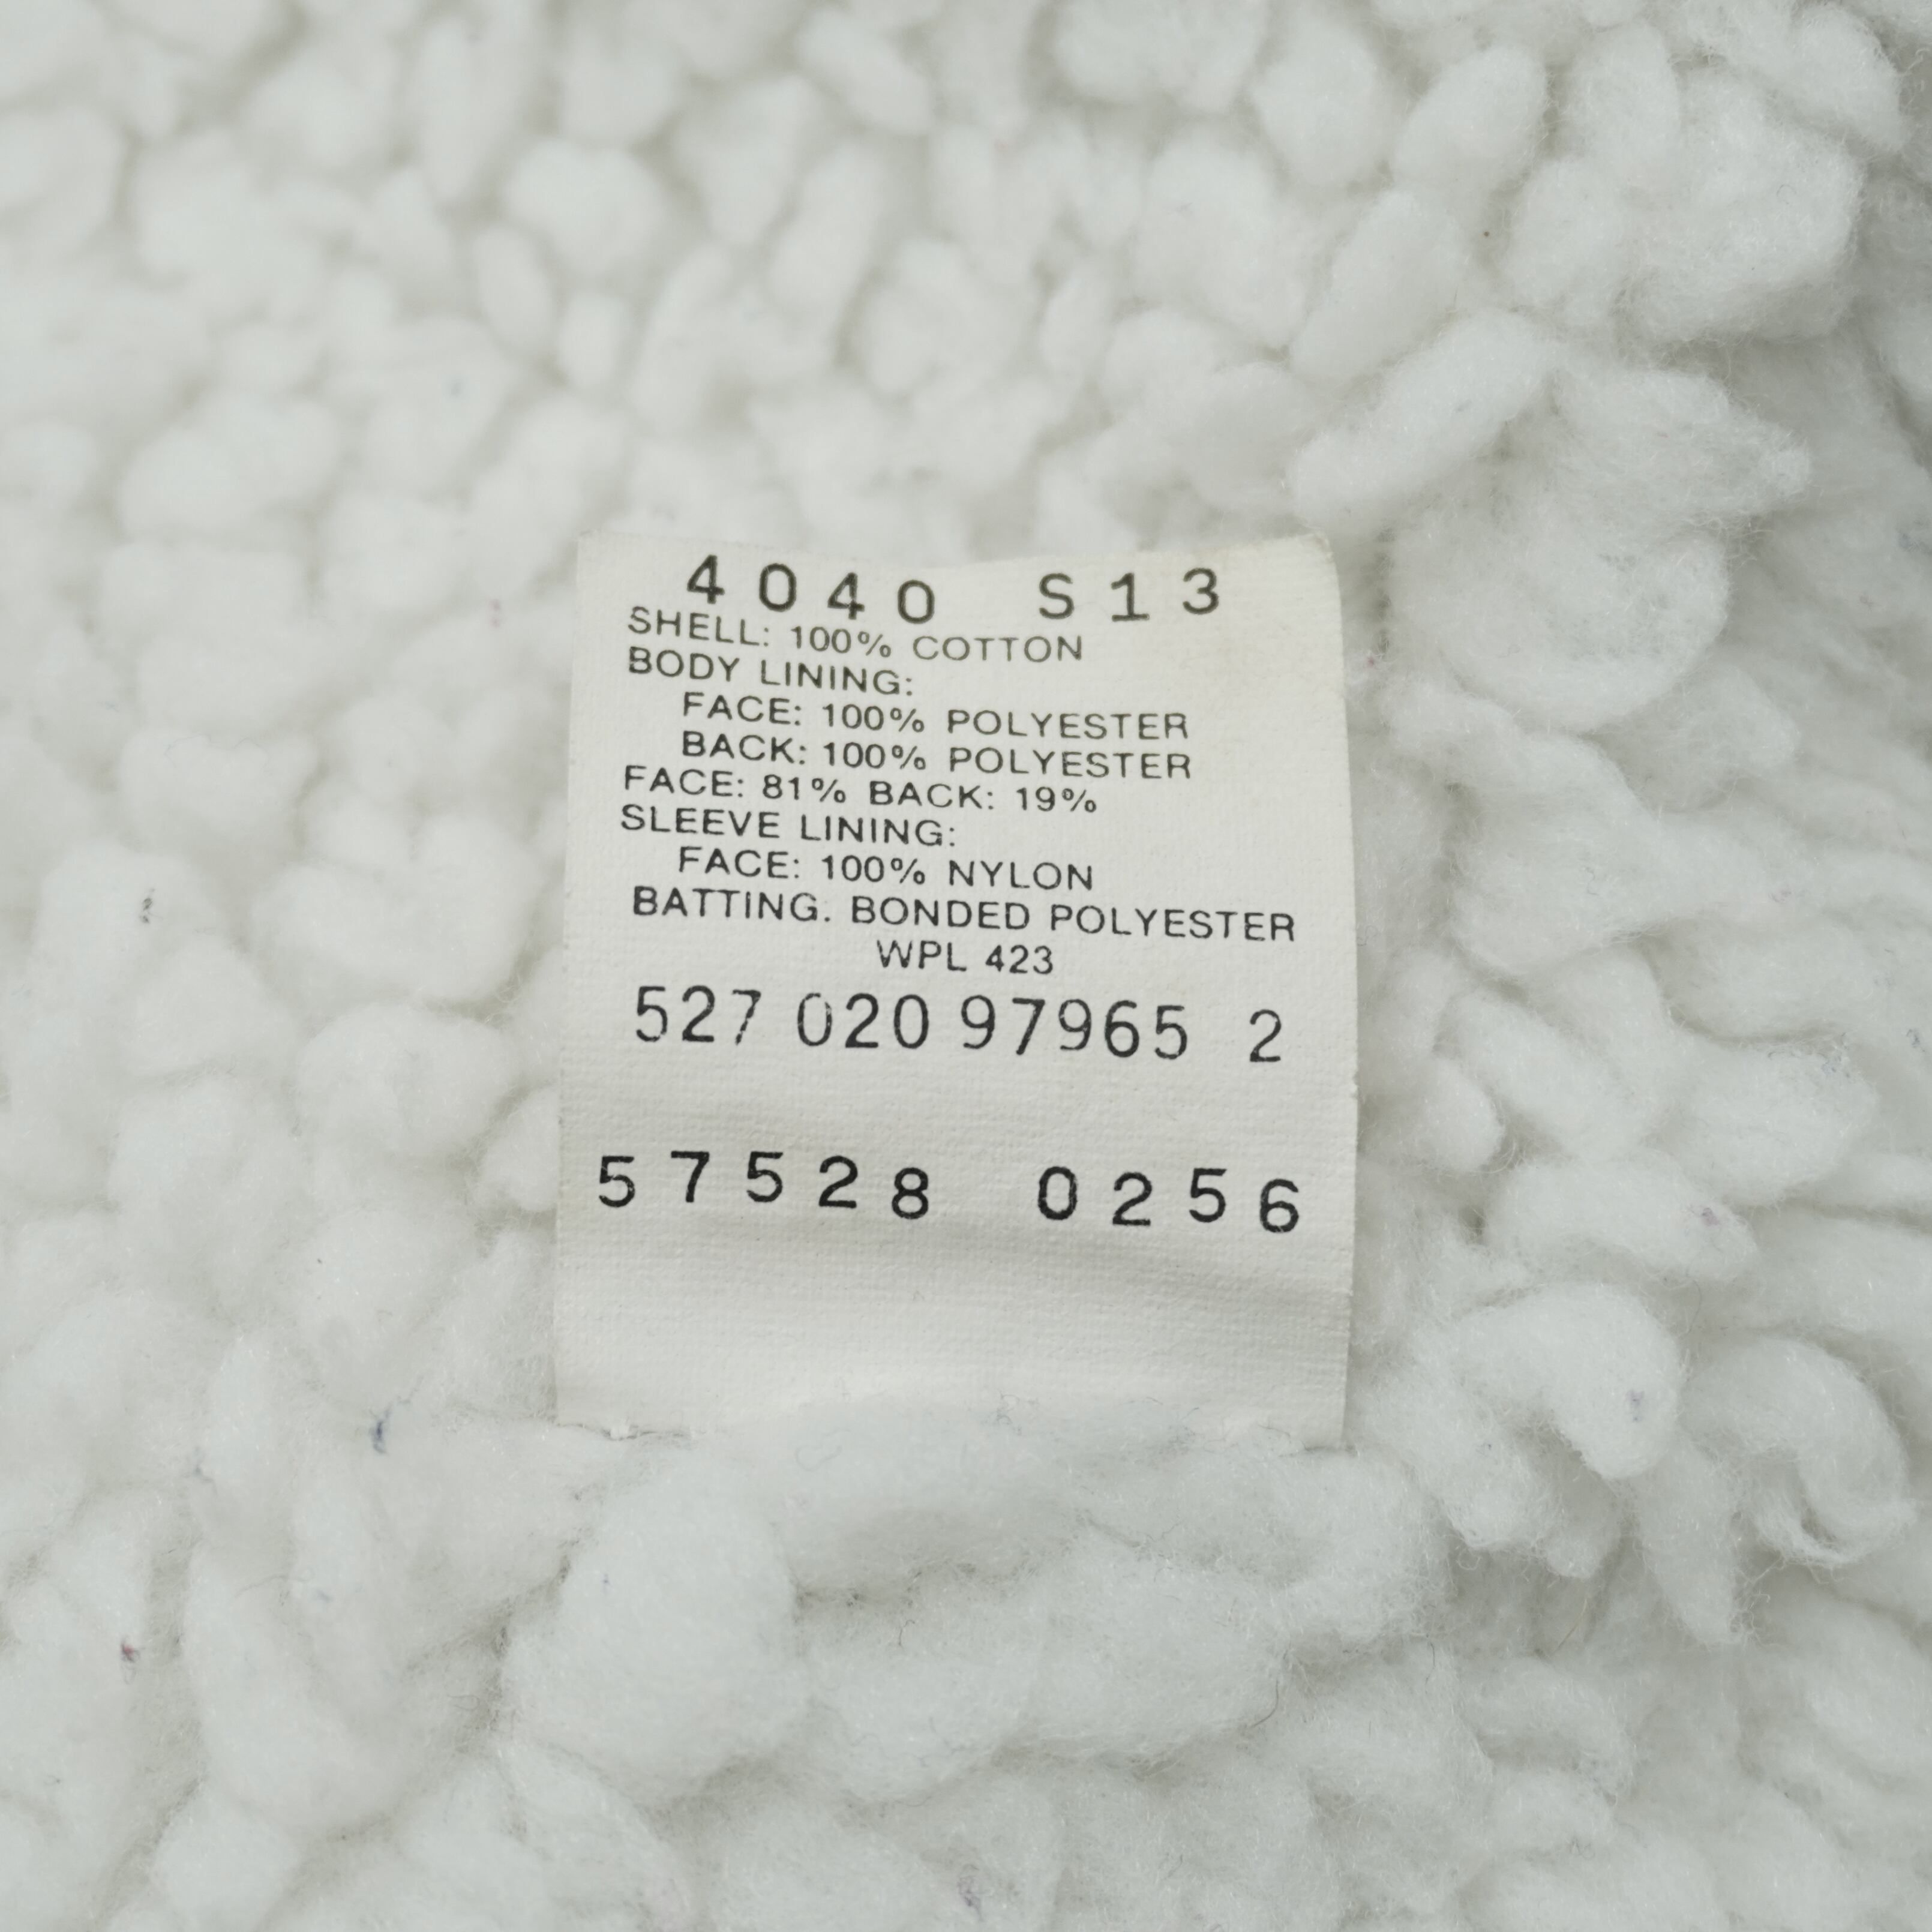 4040 S13
SHELL: 100% COTTON
BODY LINING:
FACE: 100% POLYESTER
BACK: 100% POLYESTER
FACE: 81% BACK: 19%
SLEEVE LINING:
FACE: 100% NYLON
BATTING. BONDED POLYESTER
WPL 423
527 020 97965 2
57528 0256